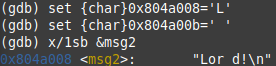 (gdb) set {char}0x804a008='L'
(gdb) set {char}0x804a00b=' '
(gdb) x/1sb &msg2
0x804a008 <msg2>:        "Lor d!\n"